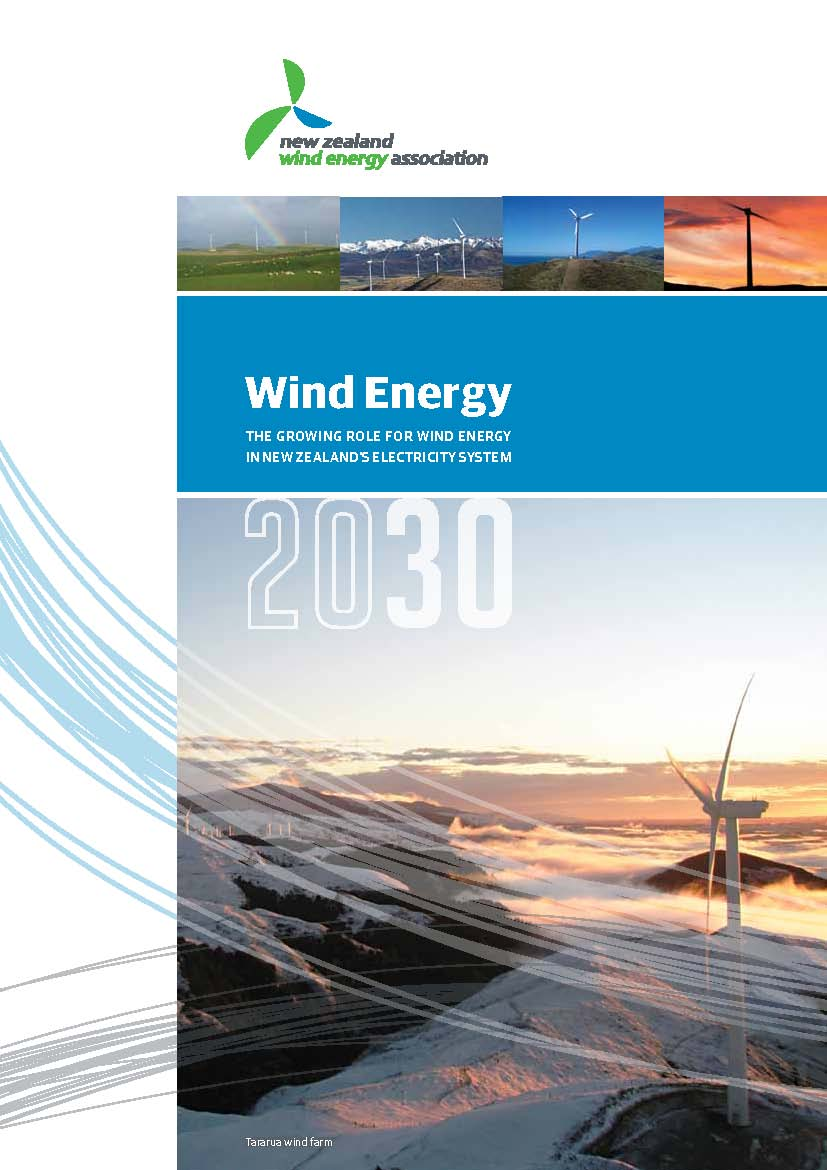 new zealand
wind energy association
Wind Energy
THE GROWING ROLE FOR WIND ENERGY
IN NEW ZEALAND'S ELECTRICITY SYSTEM
2030
Tararua wind farm